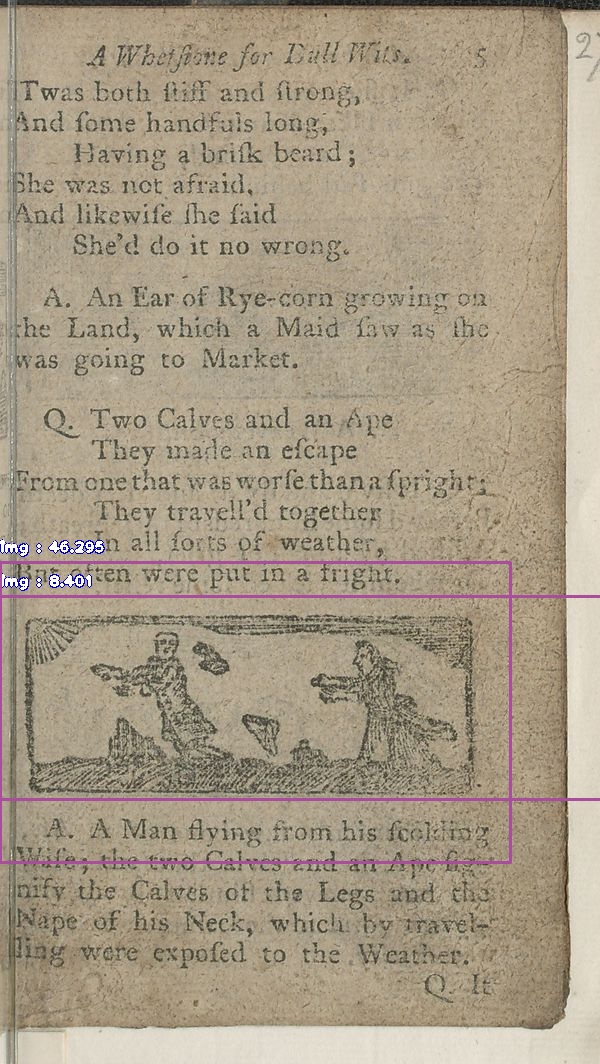 A Whetſtone for Dull Wits. 5
27
'Twas both ſtiff and ſtrong,
And ſome handfuls long,
Having a briſk beard;
She was not afraid,
And likewiſe ſhe ſaid
She'd do it no wrong.
A. An Ear of Rye-corn growing on
the Land, which a Maid ſaw as ſhe
was going to Market.
Q. Two Calves and an Ape
They made an eſcape
From one that was worſe than a ſpright;
They travell'd together
In all ſorts of weather,
But often were put in a fright.
Img : 46.295
Img : 8.401
A. A Man flying from his ſcolding
Wife; the two Calves and an Ape ſig-
nify the Calves of the Legs and the
Nape of his Neck, which by travel-
ling were expoſed to the Weather.
Q. It